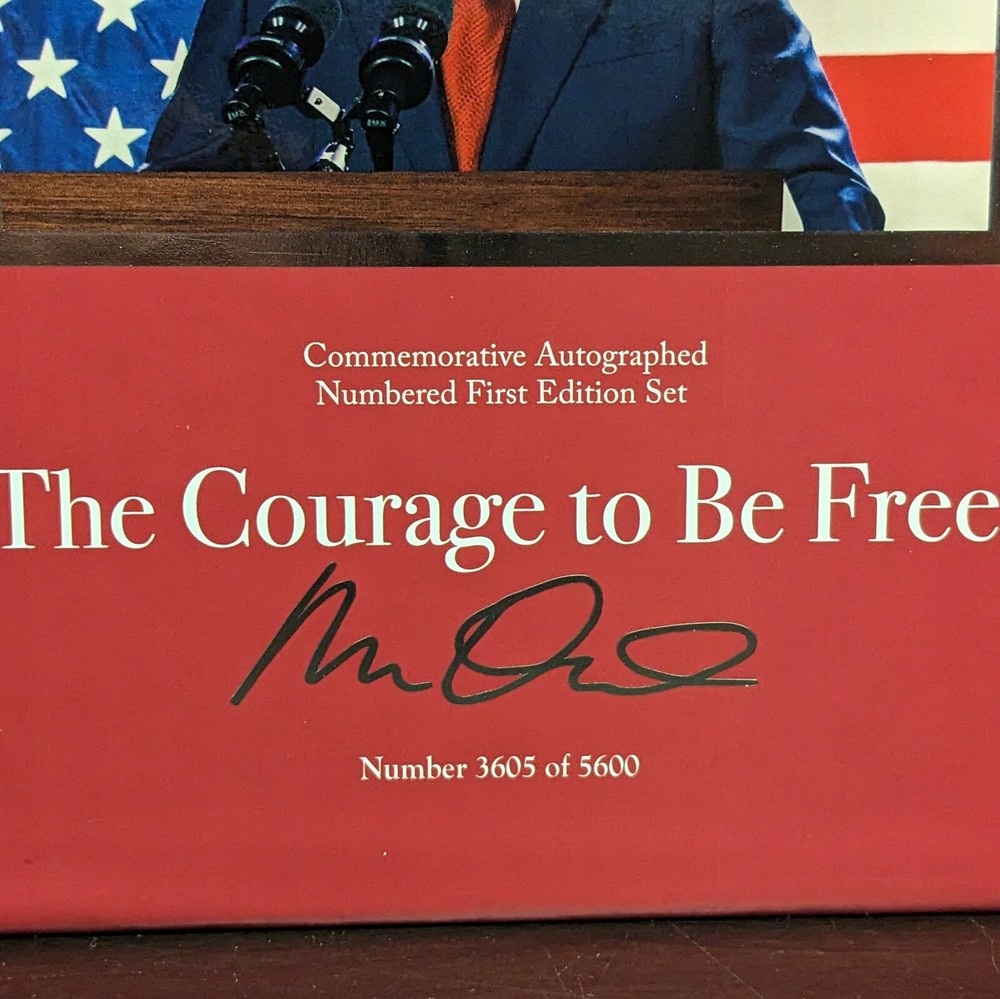 Commemorative Autographed
Numbered First Edition Set
The Courage to Be Free
Number 3605 of 5600